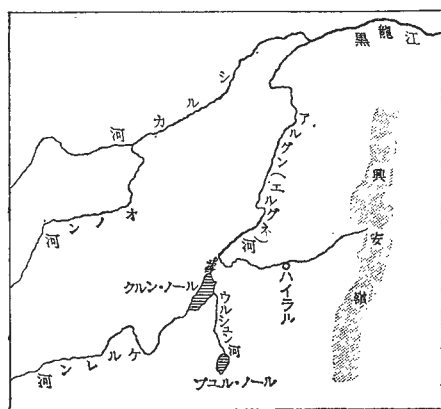 黒龍江
シルカ河
アルグン(エルグネ)河
興安嶺
オノン河
クルン・ノール
ウルシュン河
ハイラル
ブユル・ノール
ケルレン河